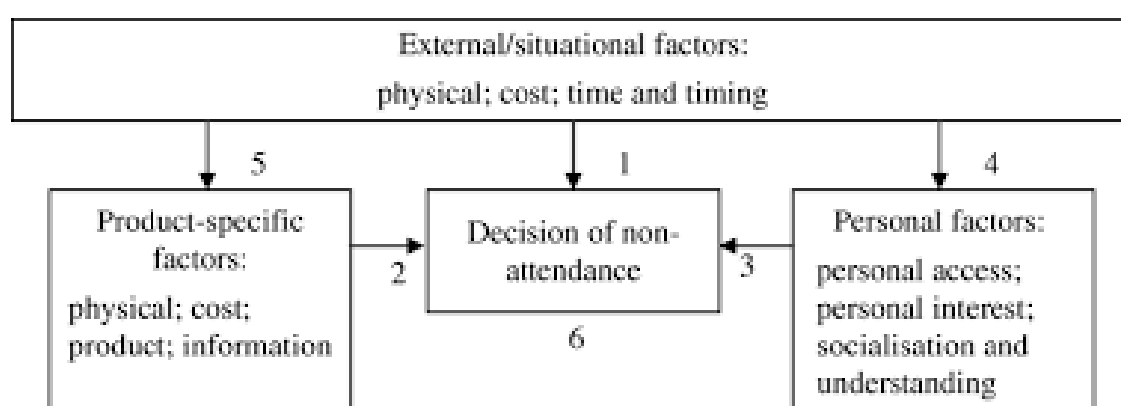 External/situational factors:
physical; cost; time and timing
5
1
4
Product-specific
factors:
physical; cost;
product; information
2
Decision of non-
attendance
6
3
Personal factors:
personal access;
personal interest;
socialisation and
understanding